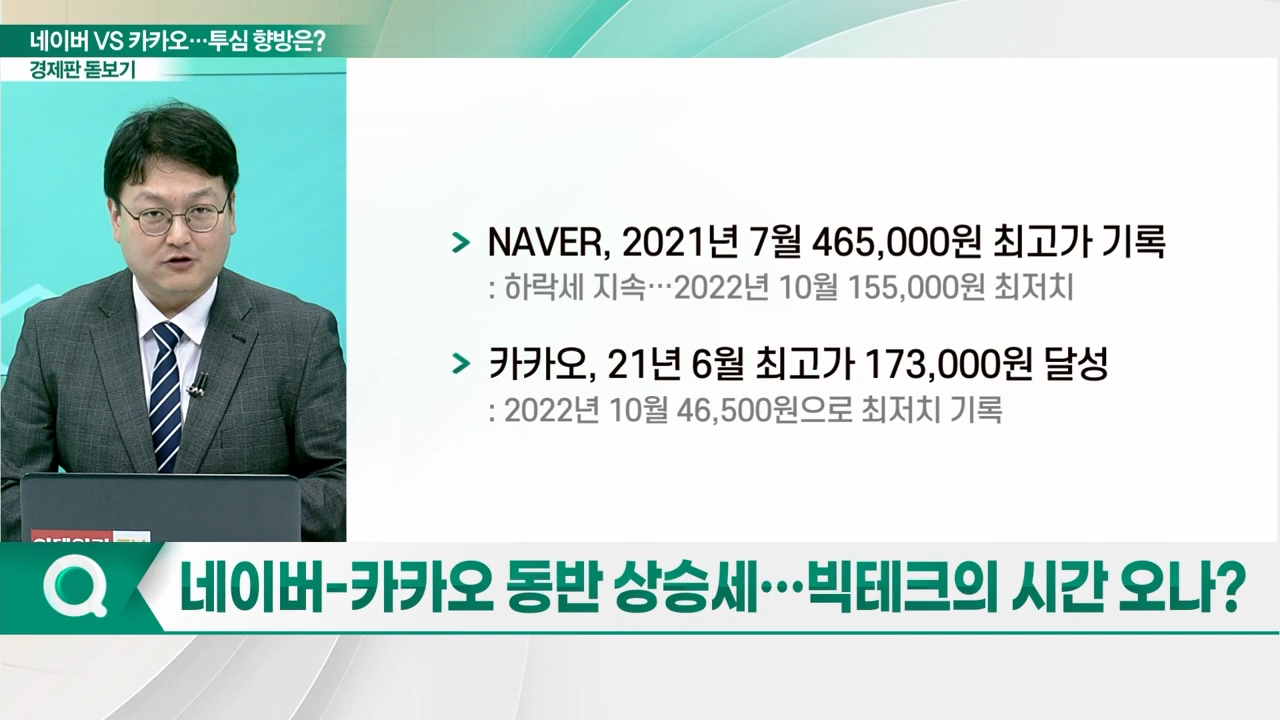 네이버 VS 카카오…투심 향방은?
경제판 돋보기
NAVER, 2021년 7월 465,000원 최고가 기록
: 하락세 지속…2022년 10월 155,000원 최저치
카카오, 21년 6월 최고가 173,000원 달성
: 2022년 10월 46,500원으로 최저치 기록
네이버-카카오 동반 상승세…빅테크의 시간 오나?